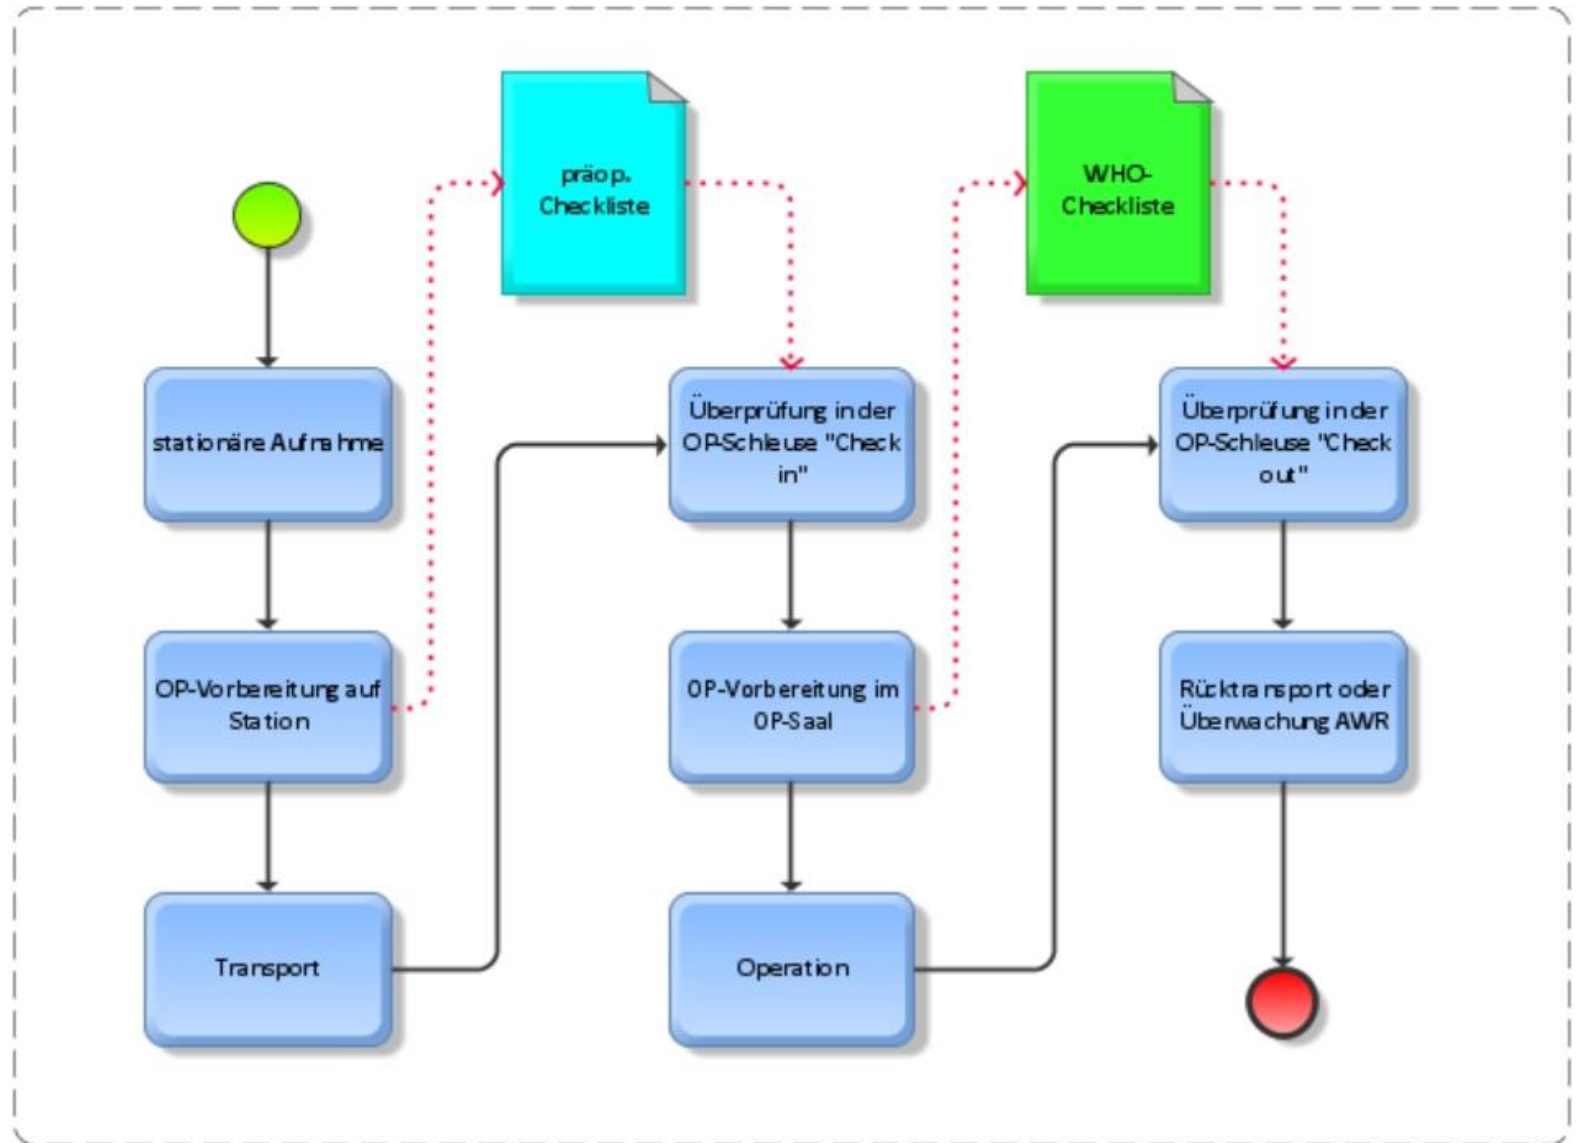 präop.
Checkliste
WHO-
Checkliste
stationäre Aufnahme
Überprüfung in der
OP-Schleuse "Check
in"
Überprüfung in der
OP-Schleuse "Check
out"
OP-Vorbereitung auf
Station
OP-Vorbereitung im
OP-Saal
Rücktransport oder
Überwachung AWR
Transport
Operation